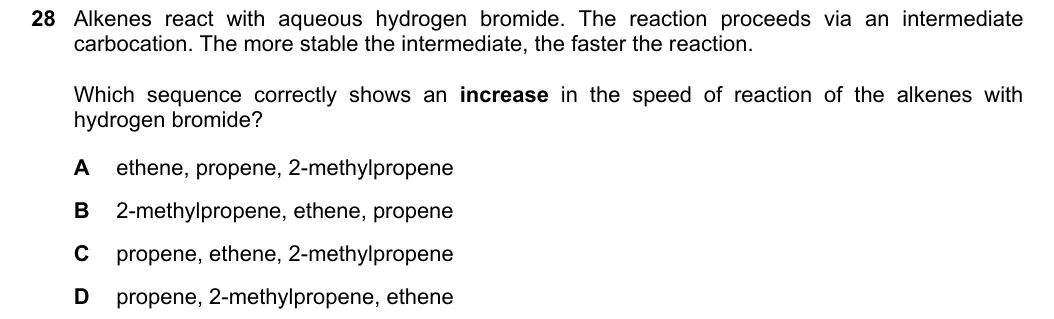 28 Alkenes react with aqueous hydrogen bromide. The reaction proceeds via an intermediate
carbocation. The more stable the intermediate, the faster the reaction.
Which sequence correctly shows an increase in the speed of reaction of the alkenes with
hydrogen bromide?
A ethene, propene, 2-methylpropene
B 2-methylpropene, ethene, propene
C propene, ethene, 2-methylpropene
D propene, 2-methylpropene, ethene